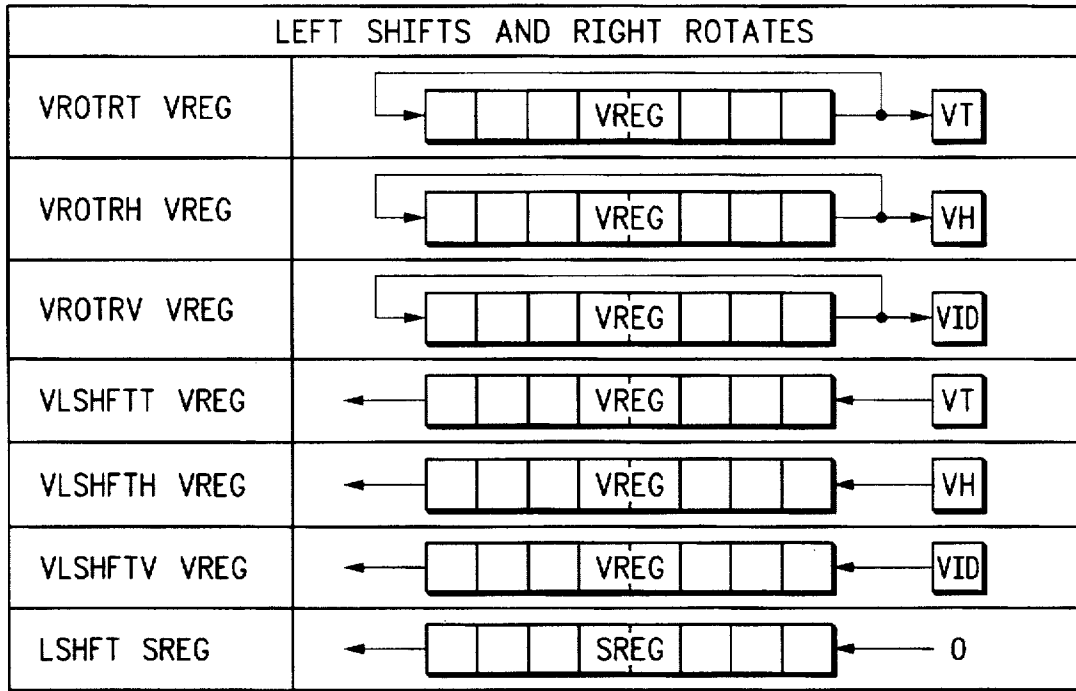 LEFT SHIFTS AND RIGHT ROTATES
VROTRT VREG VREG VT
VROTRH VREG VREG VH
VROTRV VREG VREG VID
VLSHFTT VREG VREG VT
VLSHFTH VREG VREG VH
VLSHFTV VREG VREG VID
LSHFT SREG SREG 0